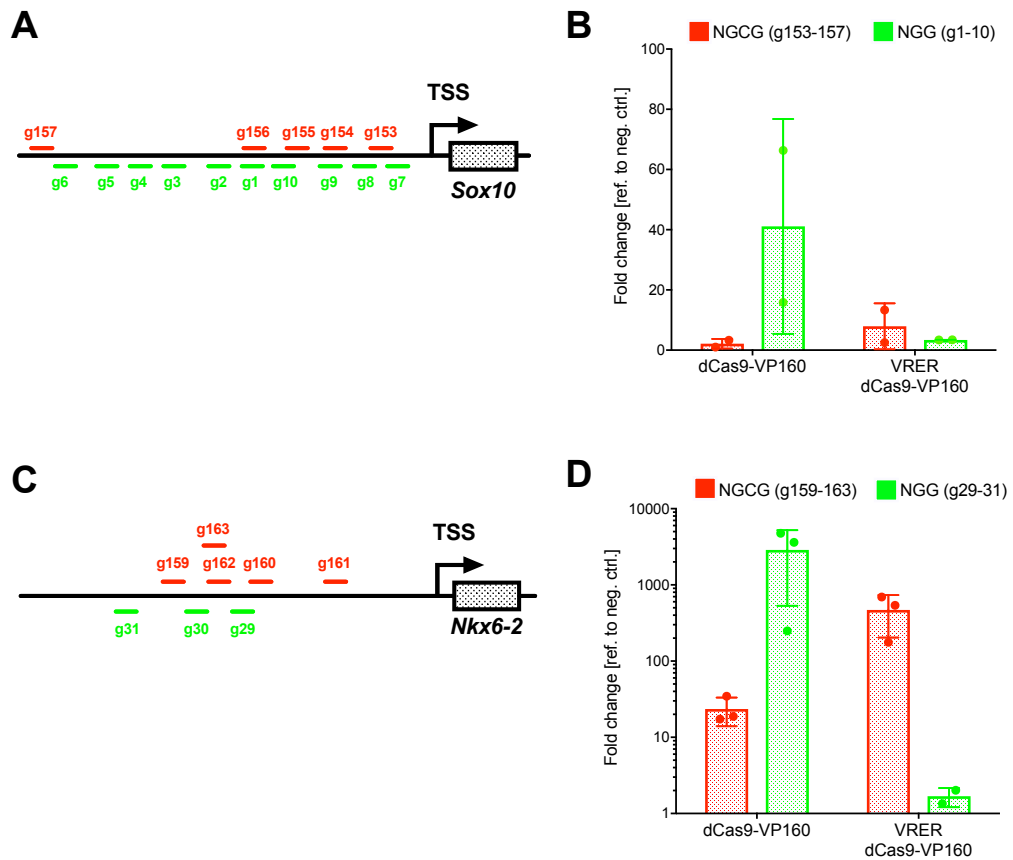 A
TSS
g157
g156
g155
g154
g153
g6
g5
g4
g3
g2
g1
g10
g9
g8
g7
Sox10
B
NGCG (g153-157)
NGG (g1-10)
Fold change [ref. to neg. ctrl.]
100
80
60
40
20
0
dCas9-VP160
VRER
dCas9-VP160
C
TSS
g163
g159
g162
g160
g161
g31
g30
g29
Nkx6-2
D
NGCG (g159-163)
NGG (g29-31)
Fold change [ref. to neg. ctrl.]
10000
1000
100
10
1
dCas9-VP160
VRER
dCas9-VP160